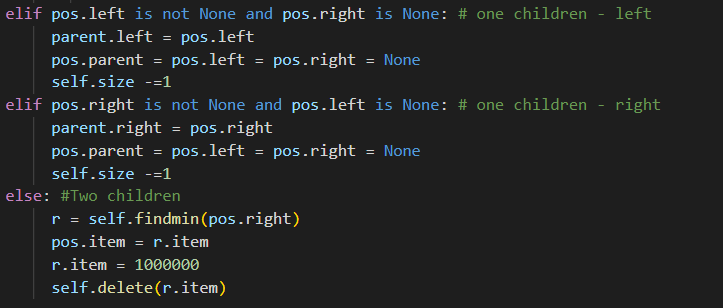 elif pos.left is not None and pos.right is None: # one children - left
parent.left = pos.left
pos.parent = pos.left = pos.right = None
self.size -=1
elif pos.right is not None and pos.left is None: # one children - right
parent.right = pos.right
pos.parent = pos.left = pos.right = None
self.size -=1
else: #Two children
r = self.findmin(pos.right)
pos.item = r.item
r.item = 1000000
self.delete(r.item)